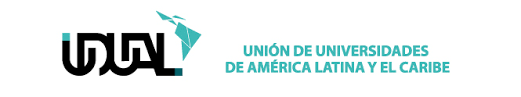 UDUAL
UNIÓN DE UNIVERSIDADES
DE AMÉRICA LATINA Y EL CARIBE